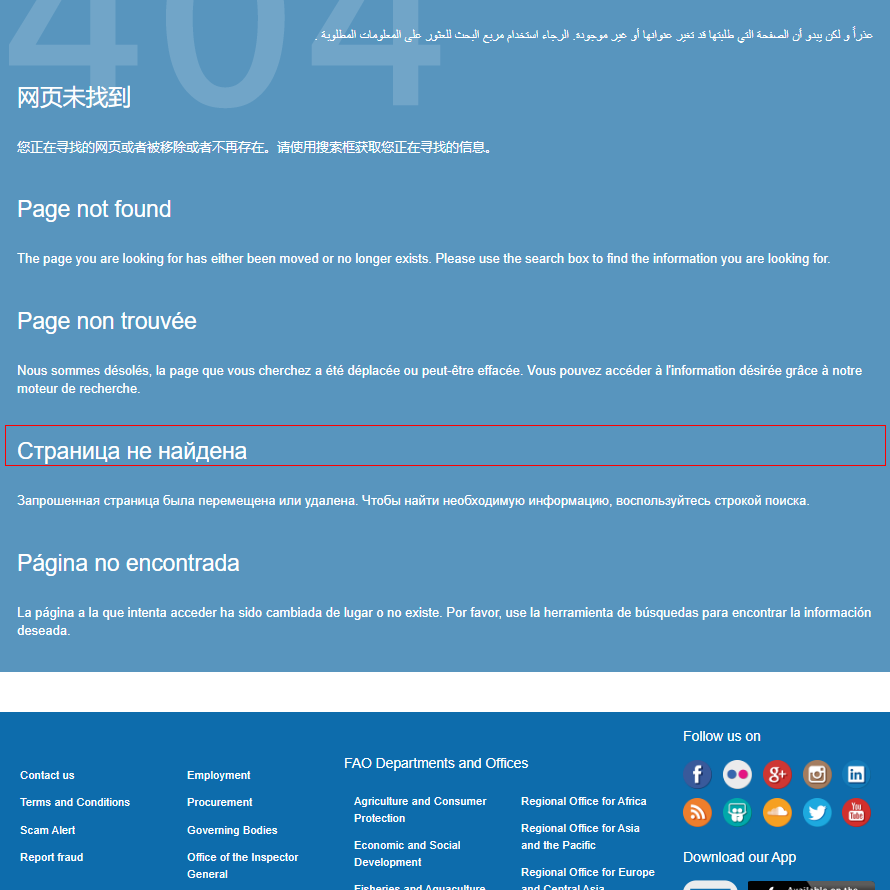 404
عذراً و لكن يبدو أن الصفحة التي طلبتها قد تغير عنوانها أو غير موجودة. الرجاء استخدام مربع البحث للعثور على المعلومات المطلوبة .
网页未找到
您正在寻找的网页或者被移除或者不再存在。请使用搜索框获取您正在寻找的信息。
Page not found
The page you are looking for has either been moved or no longer exists. Please use the search box to find the information you are looking for.
Page non trouvée
Nous sommes désolés, la page que vous cherchez a été déplacée ou peut-être effacée. Vous pouvez accéder à l'information désirée grâce à notre
moteur de recherche.
Страница не найдена
Запрошенная страница была перемещена или удалена. Чтобы найти необходимую информацию, воспользуйтесь строкой поиска.
Página no encontrada
La página a la que intenta acceder ha sido cambiada de lugar o no existe. Por favor, use la herramienta de búsquedas para encontrar la información
deseada.
Contact us
Terms and Conditions
Scam Alert
Report fraud
Employment
Procurement
Governing Bodies
Office of the Inspector
General
FAO Departments and Offices
Agriculture and Consumer
Protection
Economic and Social
Development
Fisheries and Aquaculture
Regional Office for Africa
Regional Office for Asia
and the Pacific
Regional Office for Europe
and Central Asia
Follow us on
f
g+
in
You
Tube
Download our App
Available on the